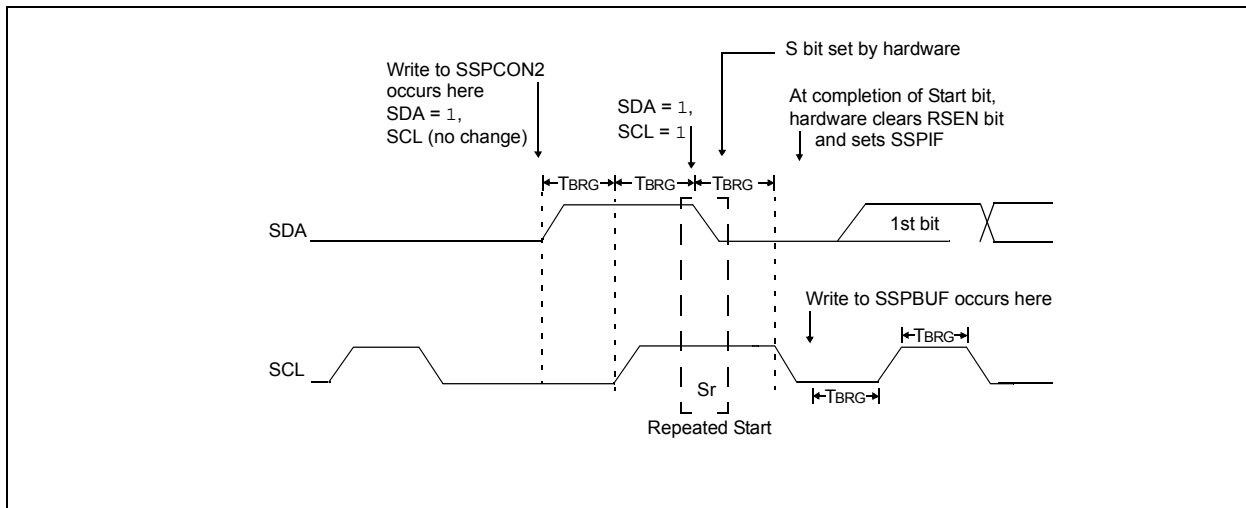 S bit set by hardware
Write to SSPCON2
occurs here
SDA = 1,
SCL (no change)
SDA = 1,
SCL = 1
At completion of Start bit,
hardware clears RSEN bit
and sets SSPIF
TBRG TBRG TBRG
SDA
1st bit
Write to SSPBUF occurs here
TBRG
SCL
Sr
TBRG
Repeated Start